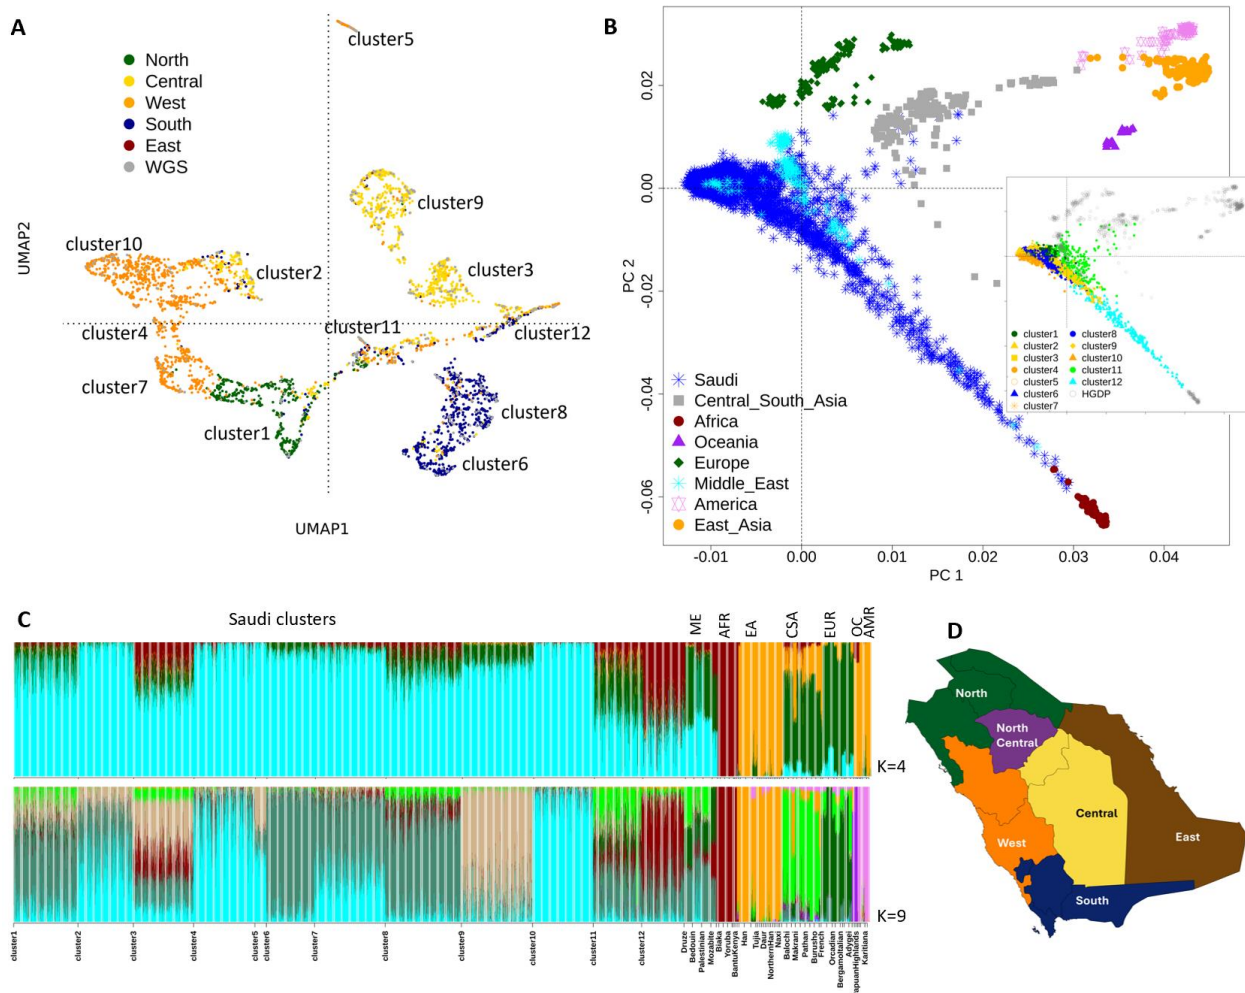 A
North
Central
West
South
East
WGS
cluster5
cluster9
cluster10
cluster2
cluster3
cluster4
cluster11
cluster12
cluster7
cluster8
cluster1
cluster6
UMAP2
UMAP1
B
0.02
0.00
-0.02
-0.04
-0.06
PC 2
Saudi
Central_South_Asia
Africa
Oceania
Europe
Middle_East
America
East_Asia
-0.01
0.00
0.01
0.02
0.03
0.04
PC 1
cluster1
cluster2
cluster3
cluster4
cluster5
cluster6
cluster7
cluster8
cluster9
cluster10
cluster11
cluster12
HGDP
C
Saudi clusters
ME
AFR
EA
CSA
EUR
OC
AMR
K=4
K=9
cluster1
cluster2
cluster3
cluster4
cluster5
cluster6
cluster7
cluster8
cluster9
cluster10
cluster11
cluster12
Druze
Bedouin
Palestinian
Mozabite
Biaka
Yoruba
BantuKenya
Han
Tujia
Daur
NorthernHan
Naxi
Balochi
Makrani
Pathan
Burusho
French
Orcadian
BergamoItalian
Adygei
apuanHighlands
Karitiana
D
North
North
Central
Central
East
West
South